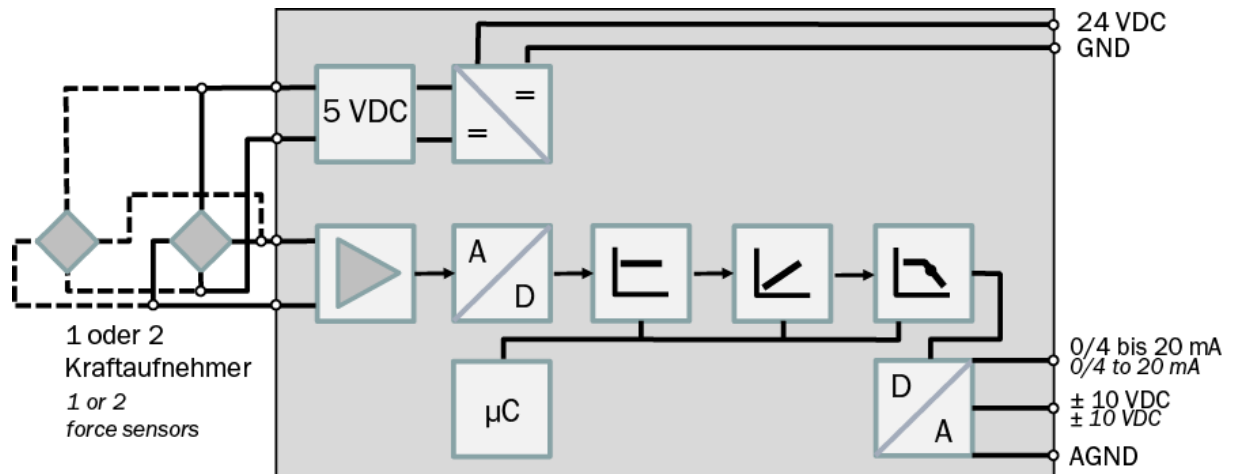 24 VDC
GND
5 VDC
=
=
A
D
1 oder 2
Kraftaufnehmer
1 or 2
force sensors
µC
D
A
0/4 bis 20 mA
0/4 to 20 mA
± 10 VDC
± 10 VDC
AGND